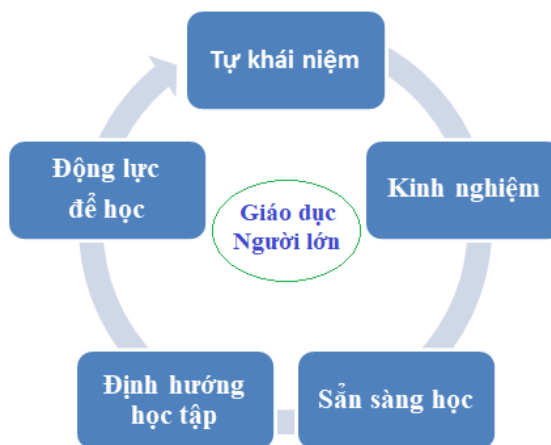 Tự khái niệm
Kinh nghiệm
Sẳn sàng học
Định hướng
học tập
Động lực
để học
Giáo dục
Người lớn